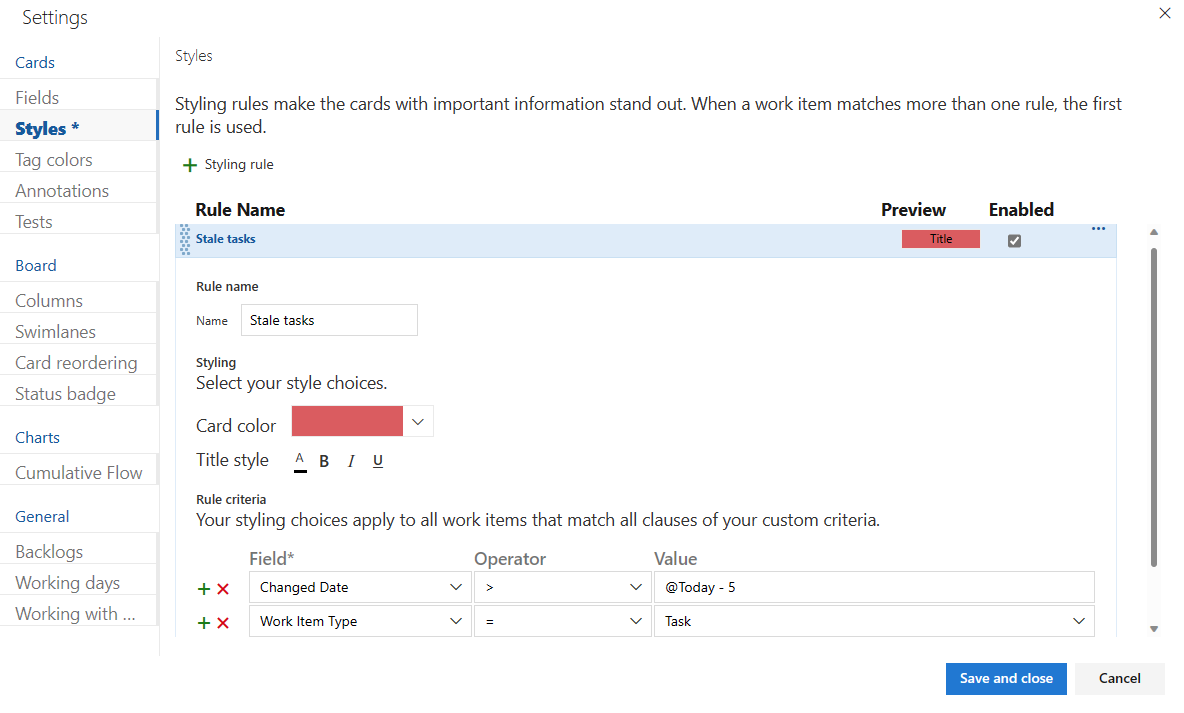 Settings
Cards
Fields
Styles *
Tag colors
Annotations
Tests
Board
Columns
Swimlanes
Card reordering
Status badge
Charts
Cumulative Flow
General
Backlogs
Working days
Working with ...
Styles
Styling rules make the cards with important information stand out. When a work item matches more than one rule, the first
rule is used.
+ Styling rule
Rule Name Preview Enabled
Stale tasks Title ...
Rule name
Name Stale tasks
Styling
Select your style choices.
Card color
Title style A B I U
Rule criteria
Your styling choices apply to all work items that match all clauses of your custom criteria.
Field* Operator Value
Changed Date > @Today - 5
Work Item Type = Task
Save and close Cancel